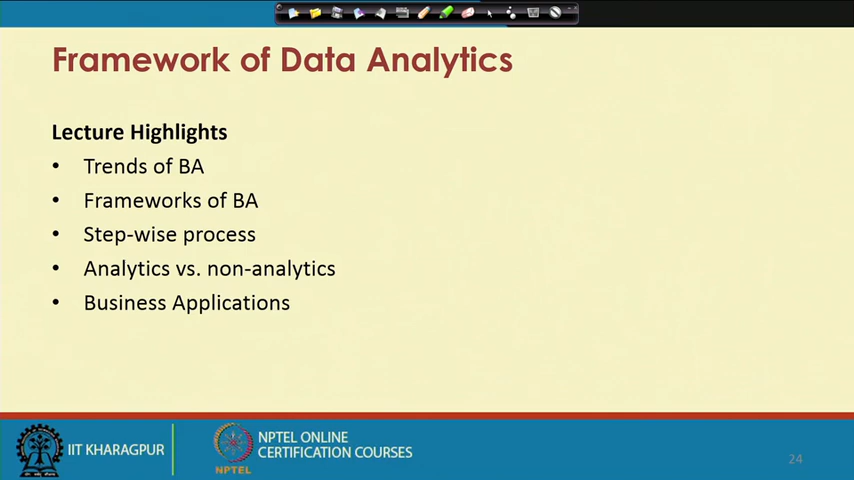 Framework of Data Analytics
Lecture Highlights
• Trends of BA
• Frameworks of BA
• Step-wise process
• Analytics vs. non-analytics
• Business Applications
IIT KHARAGPUR
NPTEL
NPTEL ONLINE
CERTIFICATION COURSES
24